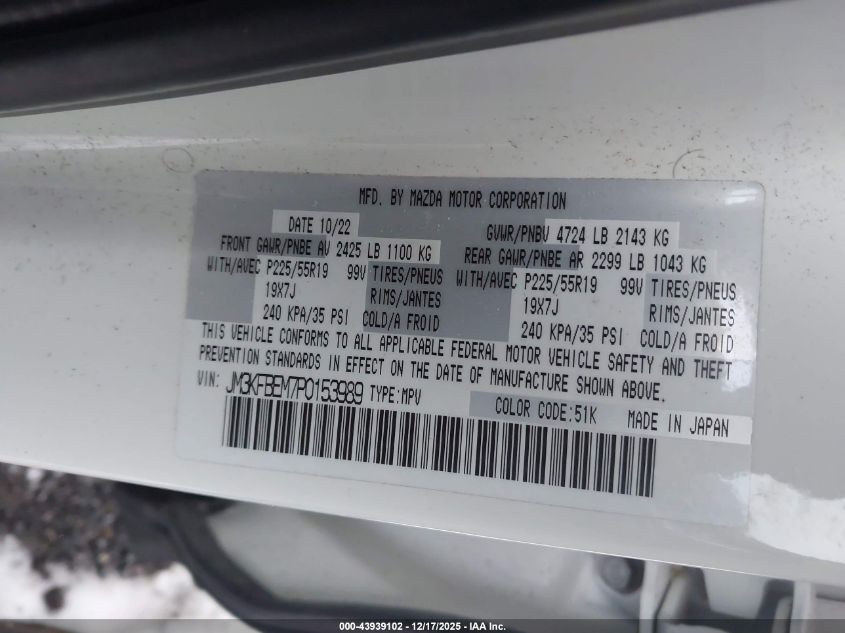 MFD. BY MAZDA MOTOR CORPORATION
DATE 10/22 GVWR/PNBV 4724 LB 2143 KG
FRONT GAWR/PNBE AV 2425 LB 1100 KG REAR GAWR/PNBE AR 2299 LB 1043 KG
WITH/AVEC P225/55R19 99V TIRES/PNEUS WITH/AVEC P225/55R19 99V TIRES/PNEUS
19X7J RIMS/JANTES 19X7J RIMS/JANTES
240 KPA/35 PSI COLD/A FROID 240 KPA/35 PSI COLD/A FROID
THIS VEHICLE CONFORMS TO ALL APPLICABLE FEDERAL MOTOR VEHICLE SAFETY AND THEFT
PREVENTION STANDARDS IN EFFECT ON THE DATE OF MANUFACTURE SHOWN ABOVE.
VIN: JM3KFBEM7P0153989 TYPE:MPV
COLOR CODE:51K MADE IN JAPAN
000-43939102 - 12/17/2025 - IAA Inc.